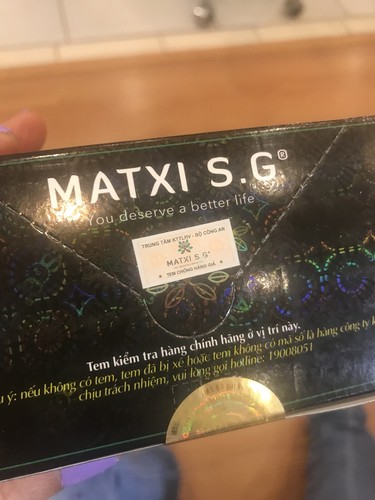 MATXI S.G®
You deserve a better life
TRUNG TÂM KTTLNV - BỘ CÔNG AN
MATXI S.G
★ TEM CHỐNG HÀNG GIẢ ★
Tem kiểm tra hàng chính hãng ở vị trí này.
ý: nếu không có tem, tem đã bị xé hoặc tem không có mã số là hàng công ty
chịu trách nhiệm, vui lòng gọi hotline: 19008051